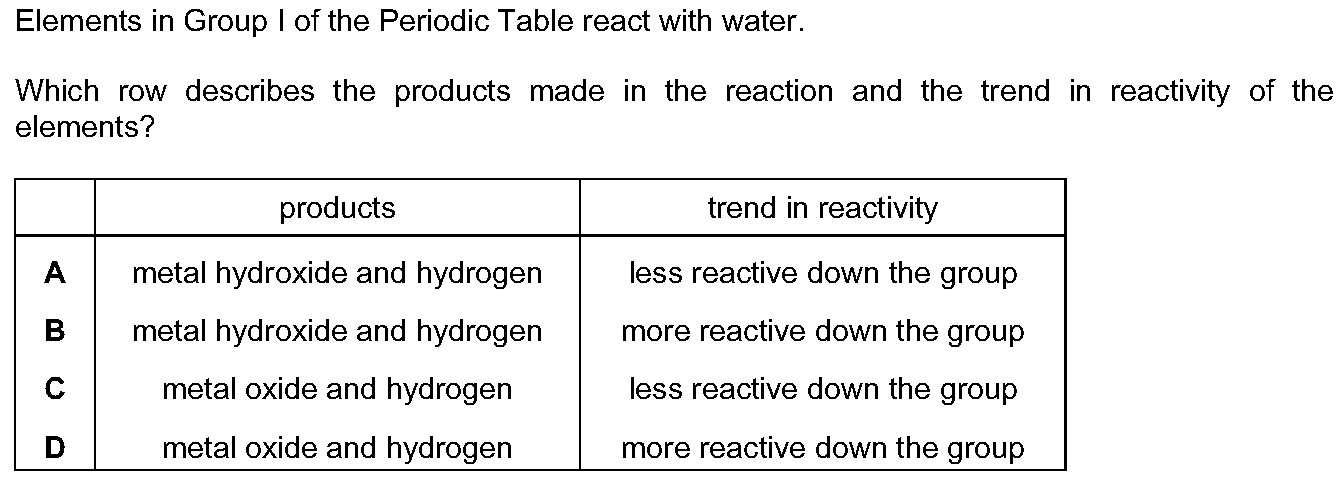 Elements in Group I of the Periodic Table react with water.
Which row describes the products made in the reaction and the trend in reactivity of the
elements?
products trend in reactivity
A metal hydroxide and hydrogen less reactive down the group
B metal hydroxide and hydrogen more reactive down the group
C metal oxide and hydrogen less reactive down the group
D metal oxide and hydrogen more reactive down the group